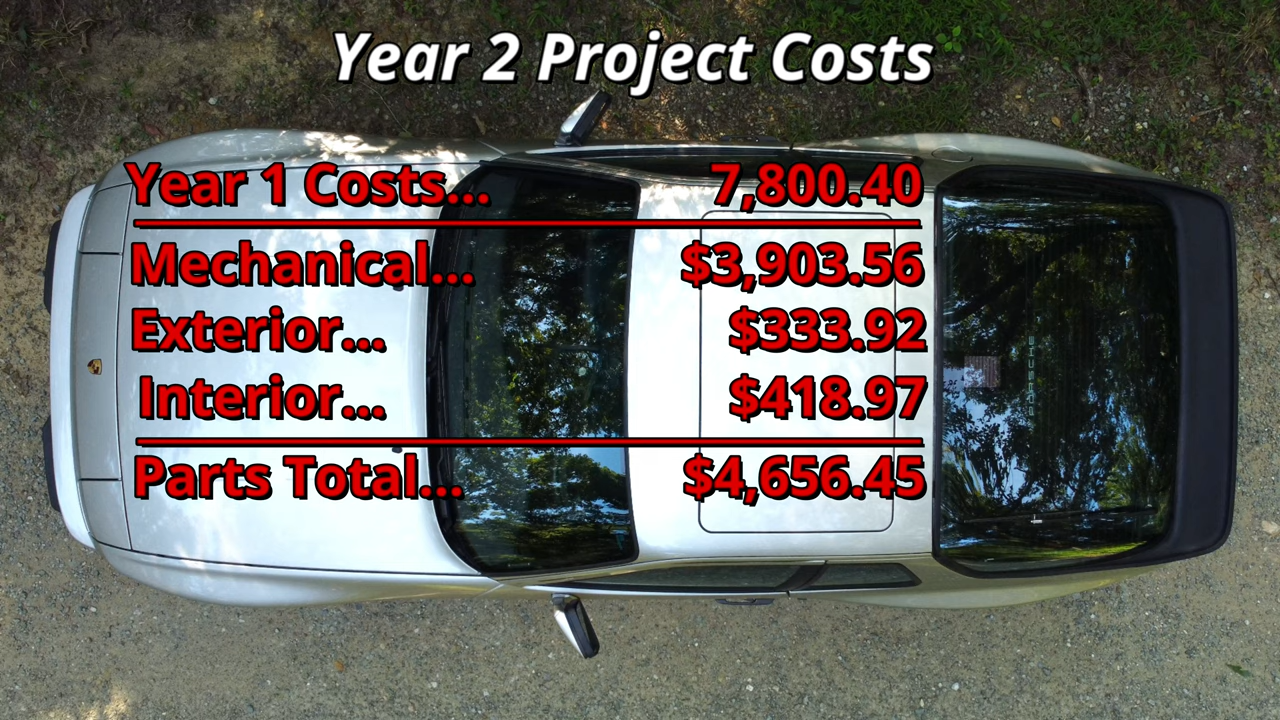 Year 2 Project Costs
Year 1 Costs... 7,800.40
Mechanical... $3,903.56
Exterior... $333.92
Interior... $418.97
Parts Total... $4,656.45
PORSCHE